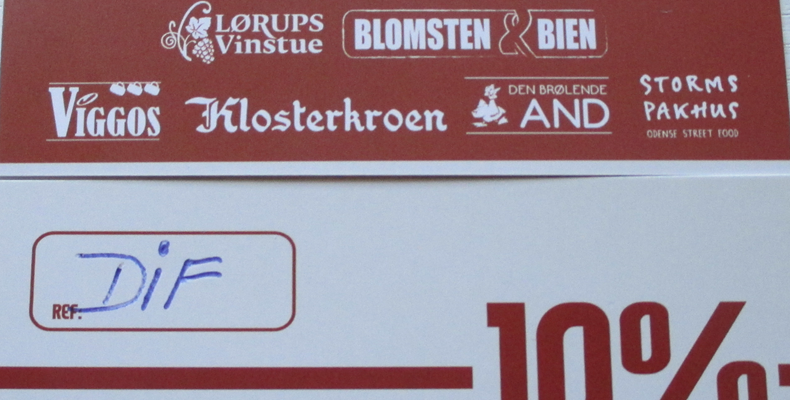 LØRUPS
Vinstue
BLOMSTEN & BIEN
VIGGOS
Klosterkroen
DEN BRØLENDE
AND
STORMS
PAKHUS
ODENSE STREET FOOD
REF. DiF
10%